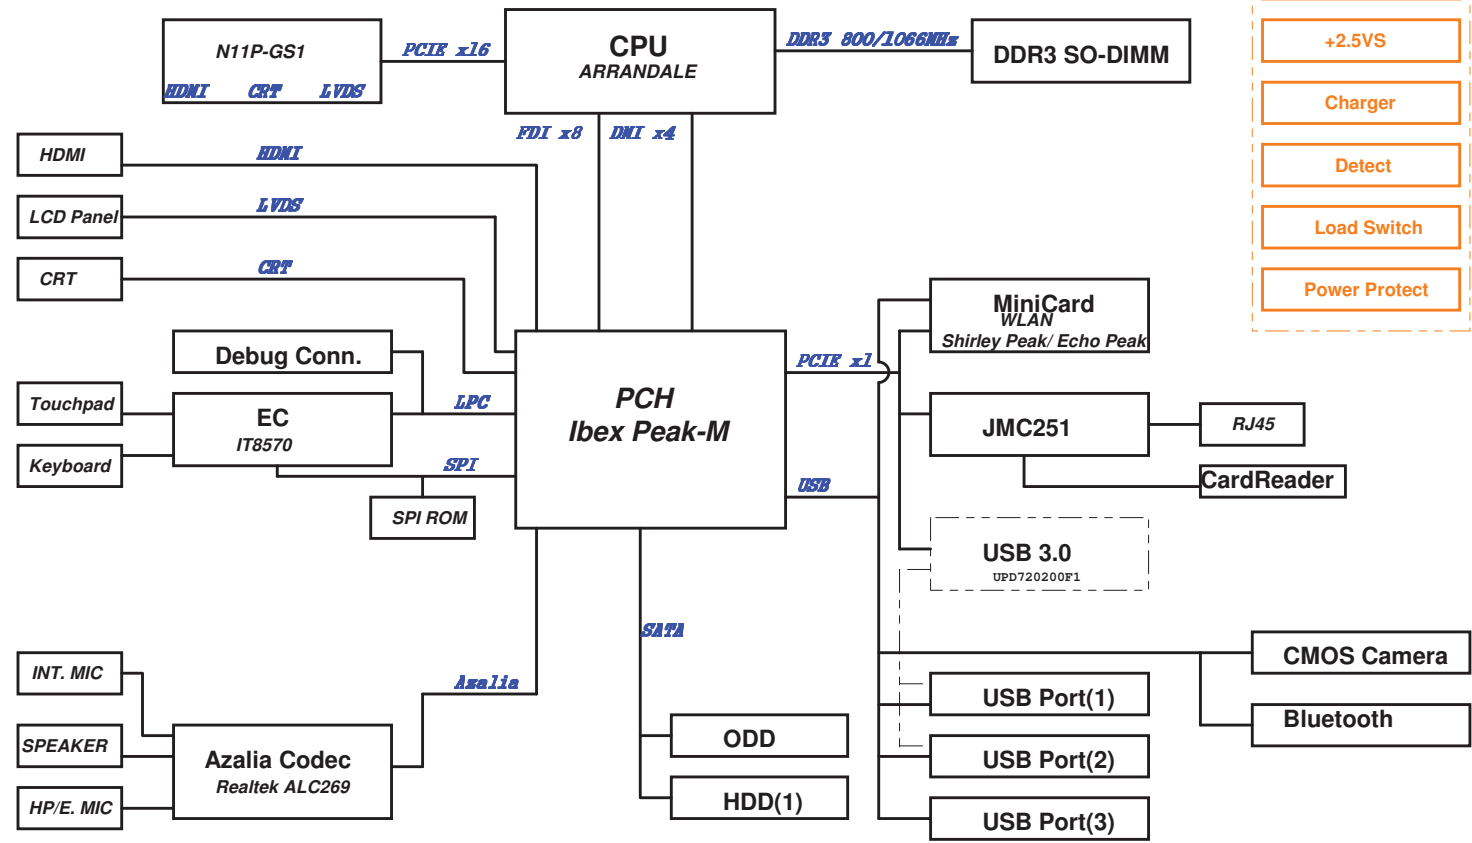 N11P-GS1
HDMI CRT LVDS
PCIE x16
CPU
ARRANDALE
DDR3 800/1066MHz
DDR3 SO-DIMM
+2.5VS
Charger
Detect
Load Switch
Power Protect
FDI x8
DMI x4
HDMI
HDMI
LCD Panel
LVDS
CRT
CRT
Debug Conn.
Touchpad
Keyboard
EC
IT8570
LPC
SPI
SPI ROM
PCH
Ibex Peak-M
PCIE x1
USB
MiniCard
WLAN
Shirley Peak/ Echo Peak
JMC251
RJ45
CardReader
USB 3.0
UPD720200F1
SATA
Azalia
INT. MIC
SPEAKER
HP/E. MIC
Azalia Codec
Realtek ALC269
ODD
HDD(1)
USB Port(1)
USB Port(2)
USB Port(3)
CMOS Camera
Bluetooth